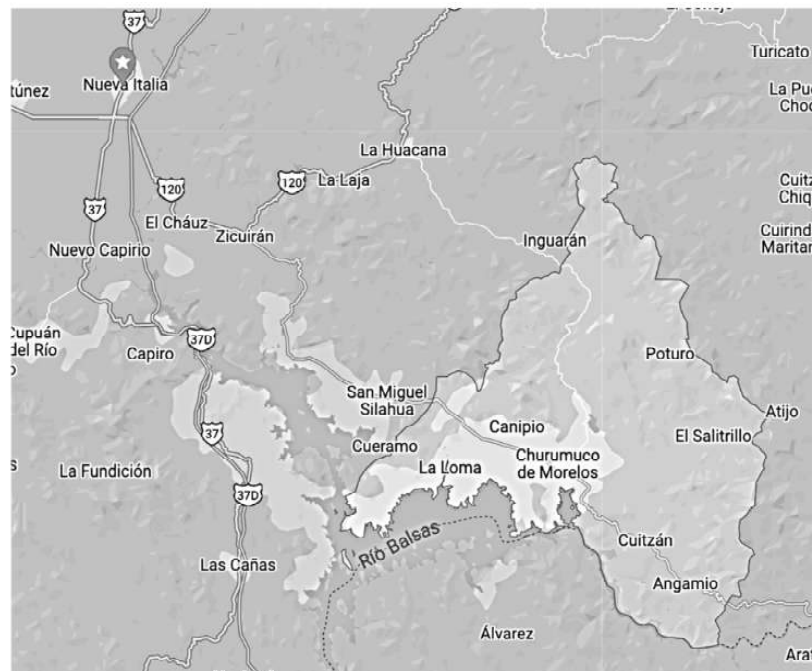 37
Turicato
Nueva Italia
túnez
La Huacana
La Laja
120
120
37
El Cháuz
Zicuirán
Nuevo Capirio
Inguarán
Cupuán
del Río
Capiro
37D
Poturo
San Miguel
Silahua
Atijo
Canipio
El Salitrillo
37
Cueramo
Churumuco
de Morelos
La Loma
La Fundición
37D
Río Balsas
Cuitzán
Las Cañas
Angamio
Álvarez